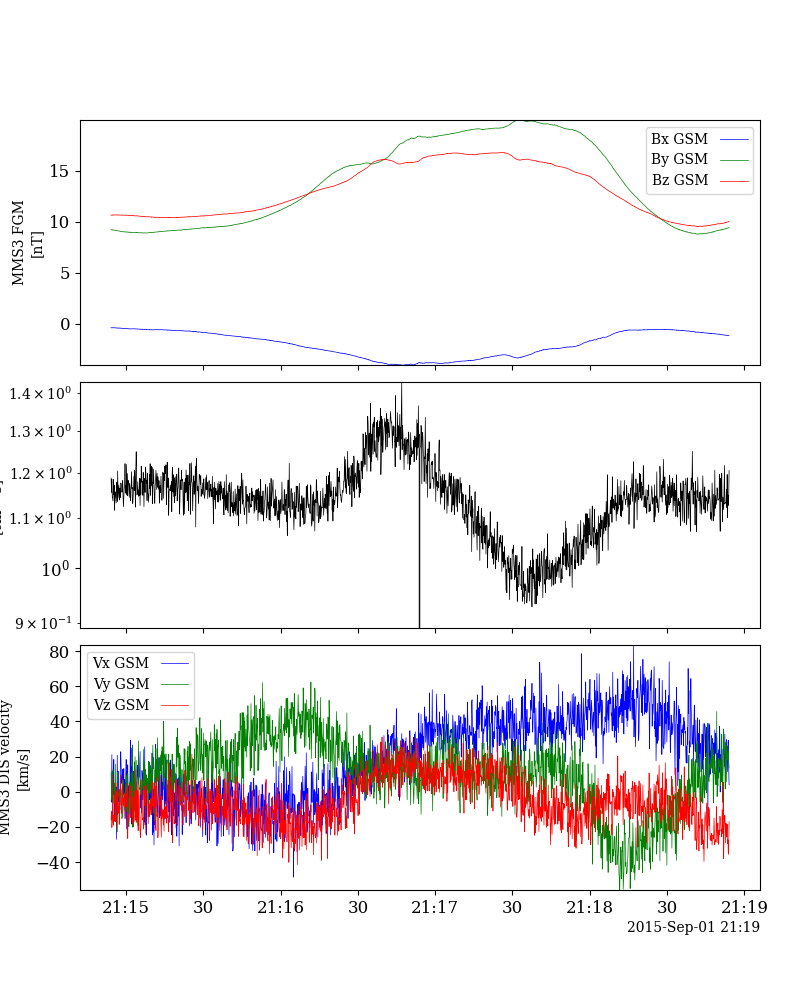 Bx GSM
By GSM
Bz GSM
MMS3 FGM
[nT]
15
10
5
0
1.4 × 10⁰
1.3 × 10⁰
1.2 × 10⁰
1.1 × 10⁰
10⁰
9 × 10⁻¹
Vx GSM
Vy GSM
Vz GSM
MMS3 DIS velocity
[km/s]
80
60
40
20
0
−20
−40
21:15 30 21:16 30 21:17 30 21:18 30 21:19
2015-Sep-01 21:19